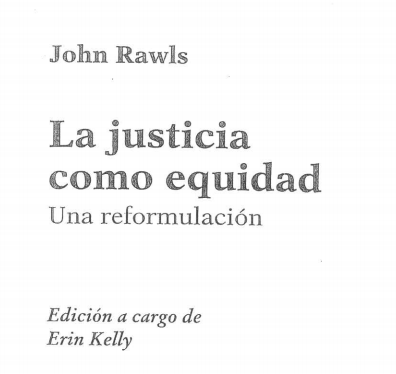 John Rawls
La justicia
como equidad
Una reformulación
Edición a cargo de
Erin Kelly